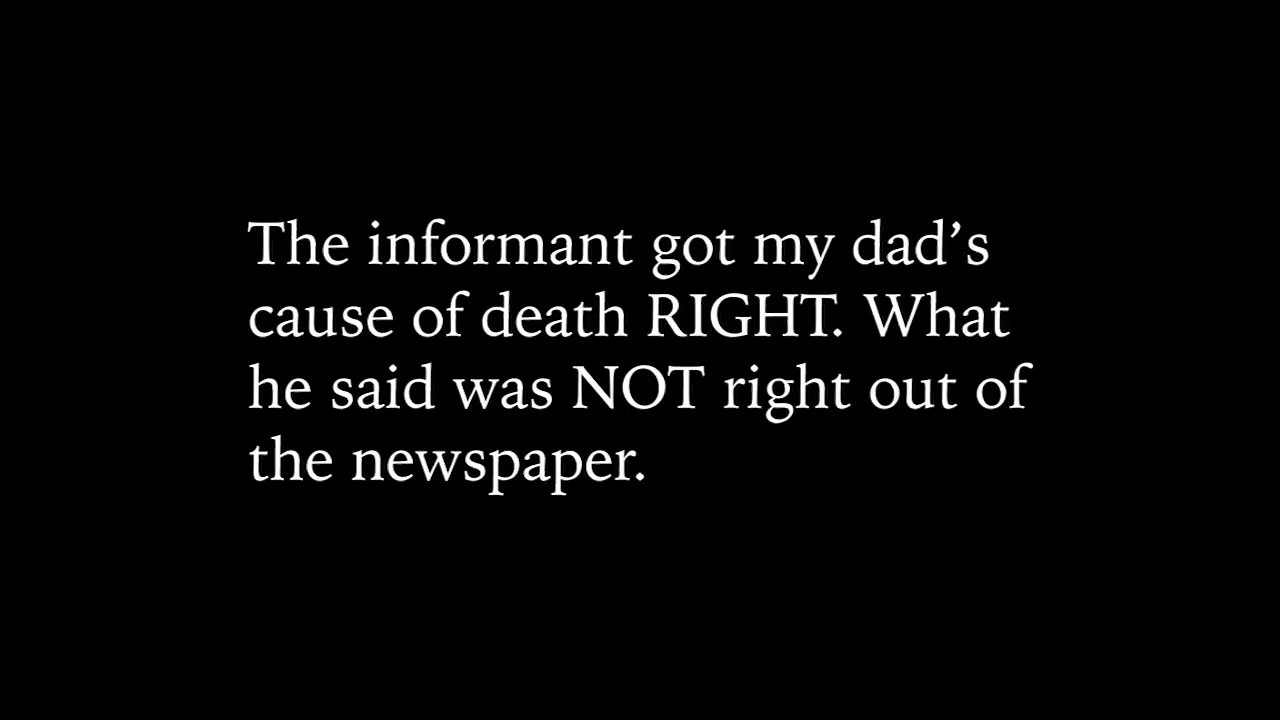 The informant got my dad’s
cause of death RIGHT. What
he said was NOT right out of
the newspaper.